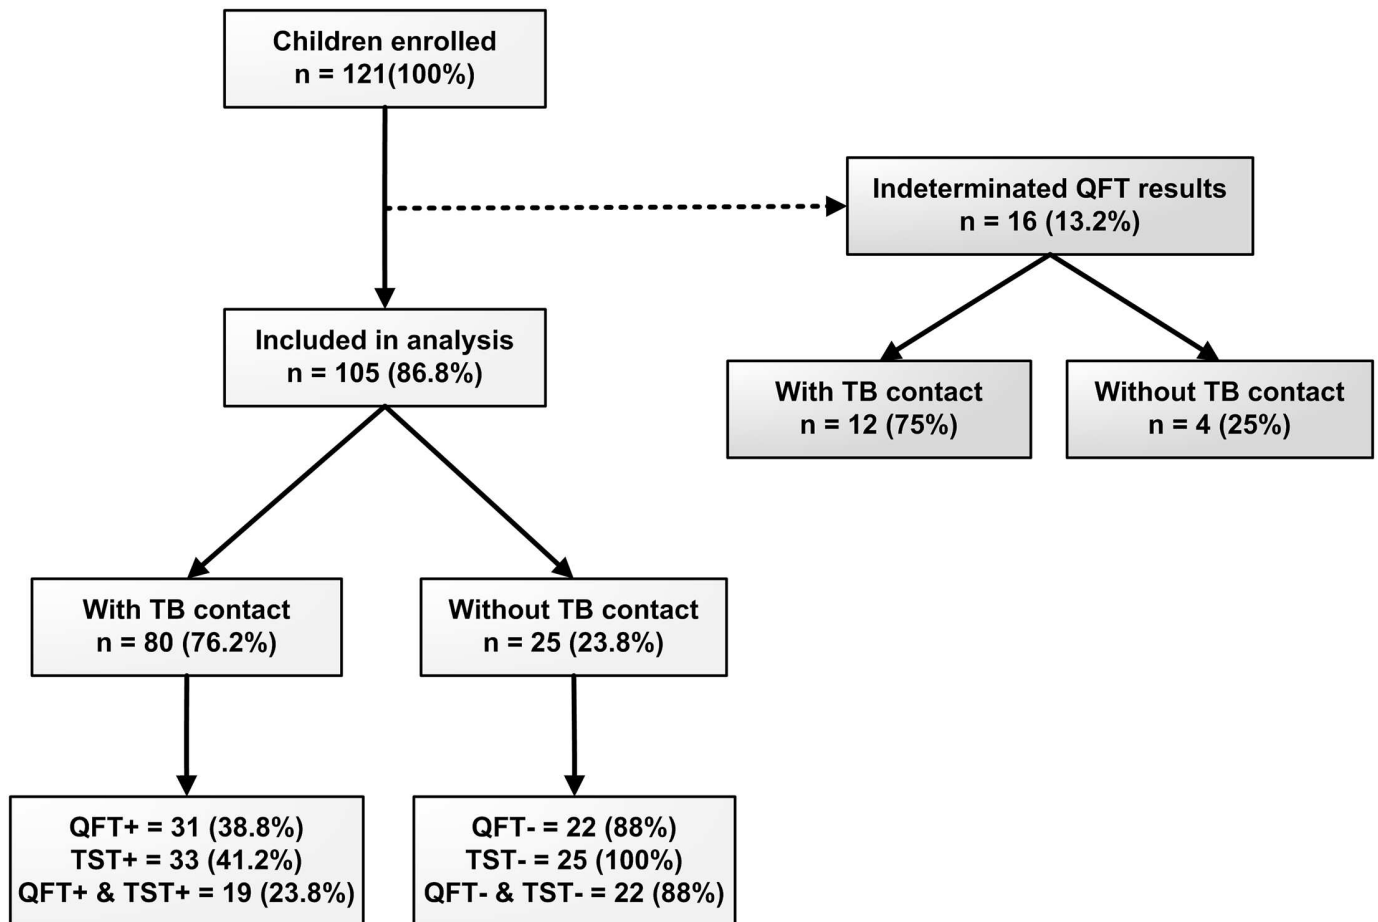 Children enrolled
n = 121(100%)
Indeterminated QFT results
n = 16 (13.2%)
Included in analysis
n = 105 (86.8%)
With TB contact
n = 12 (75%)
Without TB contact
n = 4 (25%)
With TB contact
n = 80 (76.2%)
Without TB contact
n = 25 (23.8%)
QFT+ = 31 (38.8%)
TST+ = 33 (41.2%)
QFT+ & TST+ = 19 (23.8%)
QFT- = 22 (88%)
TST- = 25 (100%)
QFT- & TST- = 22 (88%)